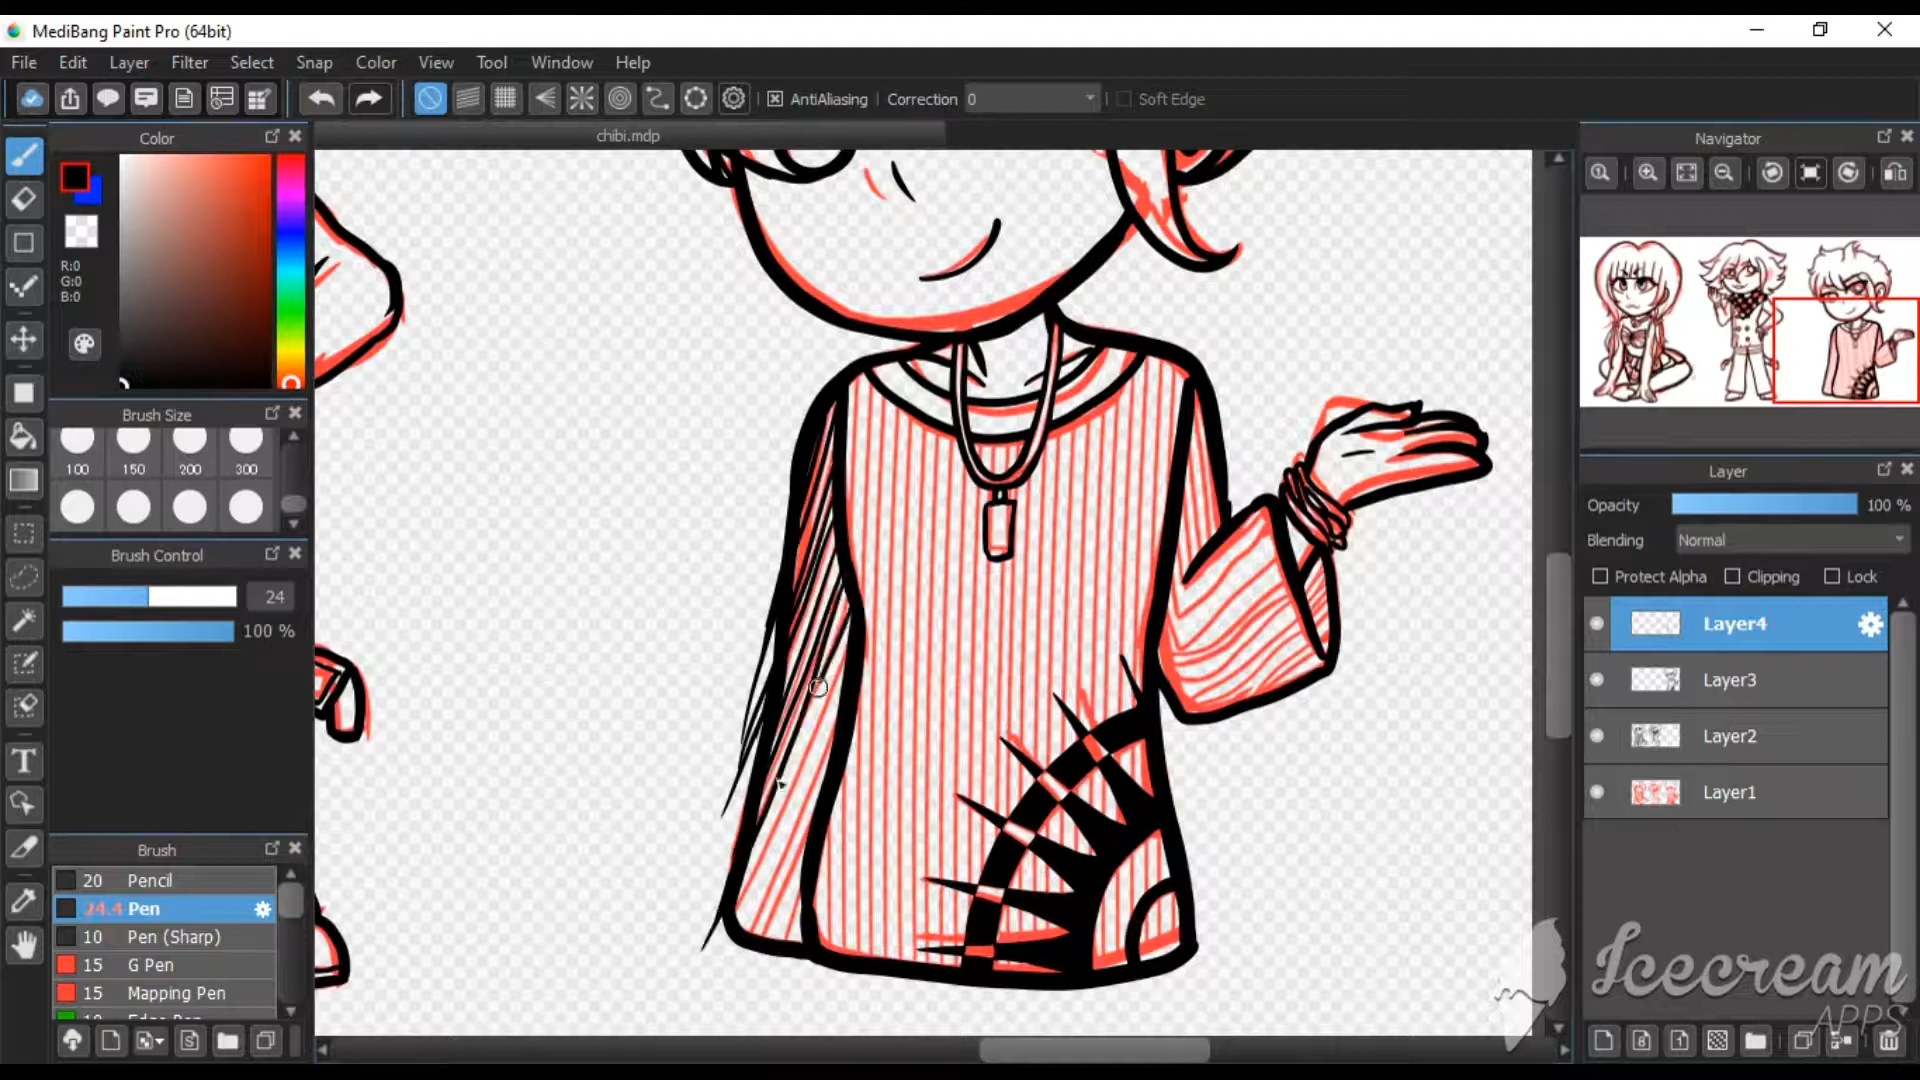 MediBang Paint Pro (64bit)
File Edit Layer Filter Select Snap Color View Tool Window Help
AntiAliasing Correction 0 Soft Edge
chibi.mdp
Color
R:0
G:0
B:0
Brush Size
100 150 200 300
Brush Control
24
100 %
Brush
20 Pencil
24.4 Pen
10 Pen (Sharp)
15 G Pen
15 Mapping Pen
Navigator
Layer
Opacity 100 %
Blending Normal
Protect Alpha Clipping Lock
Layer4
Layer3
Layer2
Layer1
Icecream
APPS